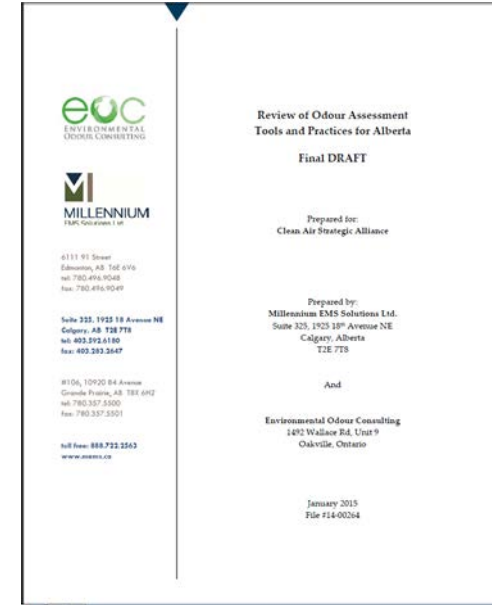 eoc
ENVIRONMENTAL
ODOUR CONSULTING
MILLENNIUM
EMS Solutions Ltd.
6111 91 Street
Edmonton, AB T6E 6V6
tel: 780.496.9048
fax: 780.496.9049
Suite 325, 1925 18 Avenue NE
Calgary, AB T2E 7T8
tel: 403.592.6180
fax: 403.283.2647
#106, 10920 84 Avenue
Grande Prairie, AB T8X 6H2
tel: 780.357.5500
fax: 780.357.5501
toll free: 888.722.2563
www.mems.ca
Review of Odour Assessment
Tools and Practices for Alberta
Final DRAFT
Prepared for:
Clean Air Strategic Alliance
Prepared by:
Millennium EMS Solutions Ltd.
Suite 325, 1925 18th Avenue NE
Calgary, Alberta
T2E 7T8
And
Environmental Odour Consulting
1492 Wallace Rd, Unit 9
Oakville, Ontario
January 2015
File #14-00264